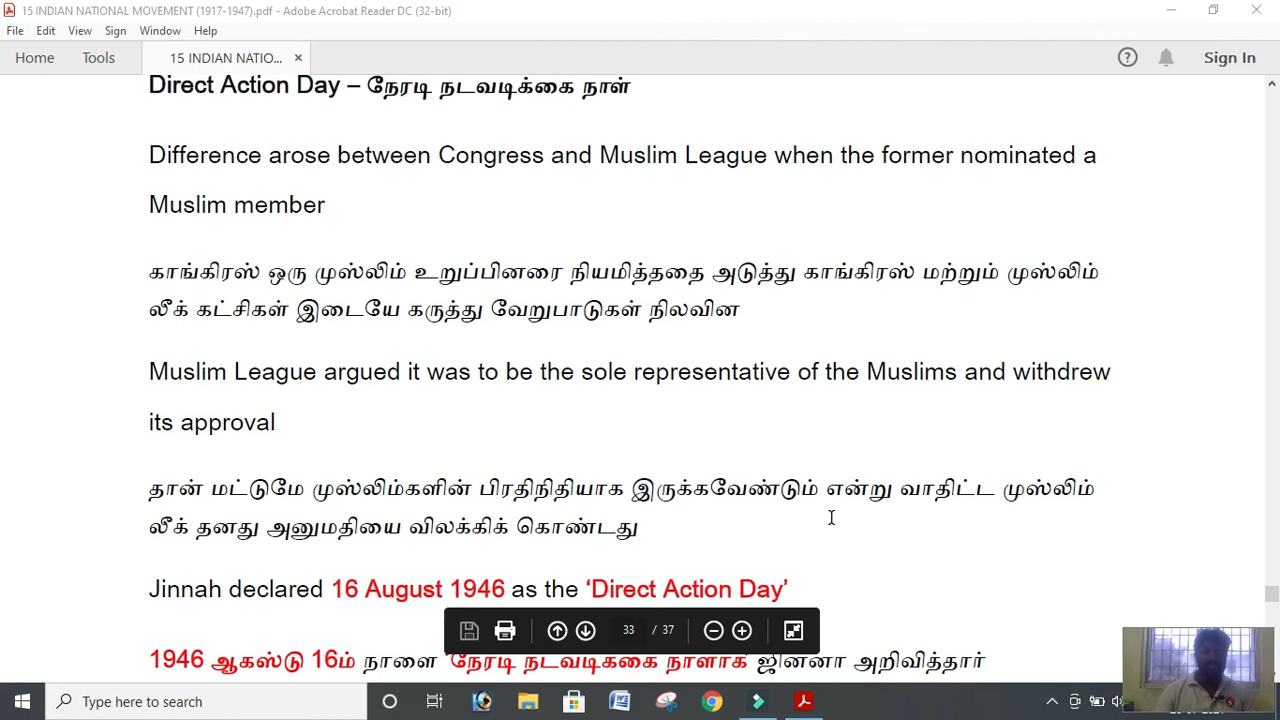 15 INDIAN NATIONAL MOVEMENT (1917-1947).pdf - Adobe Acrobat Reader DC (32-bit)
File Edit View Sign Window Help
Home Tools 15 INDIAN NATIO... × Sign In
Direct Action Day – நேரடி நடவடிக்கை நாள்
Difference arose between Congress and Muslim League when the former nominated a
Muslim member
காங்கிரஸ் ஒரு முஸ்லிம் உறுப்பினரை நியமித்ததை அடுத்து காங்கிரஸ் மற்றும் முஸ்லிம்
லீக் கட்சிகள் இடையே கருத்து வேறுபாடுகள் நிலவின
Muslim League argued it was to be the sole representative of the Muslims and withdrew
its approval
தான் மட்டுமே முஸ்லிம்களின் பிரதிநிதியாக இருக்கவேண்டும் என்று வாதிட்ட முஸ்லிம்
லீக் தனது அனுமதியை விலக்கிக் கொண்டது
Jinnah declared 16 August 1946 as the ‘Direct Action Day’
33 / 37
1946 ஆகஸ்டு 16ம் நாளை ‘நேரடி நடவடிக்கை நாளாக’ ஜின்னா அறிவித்தார்
Type here to search